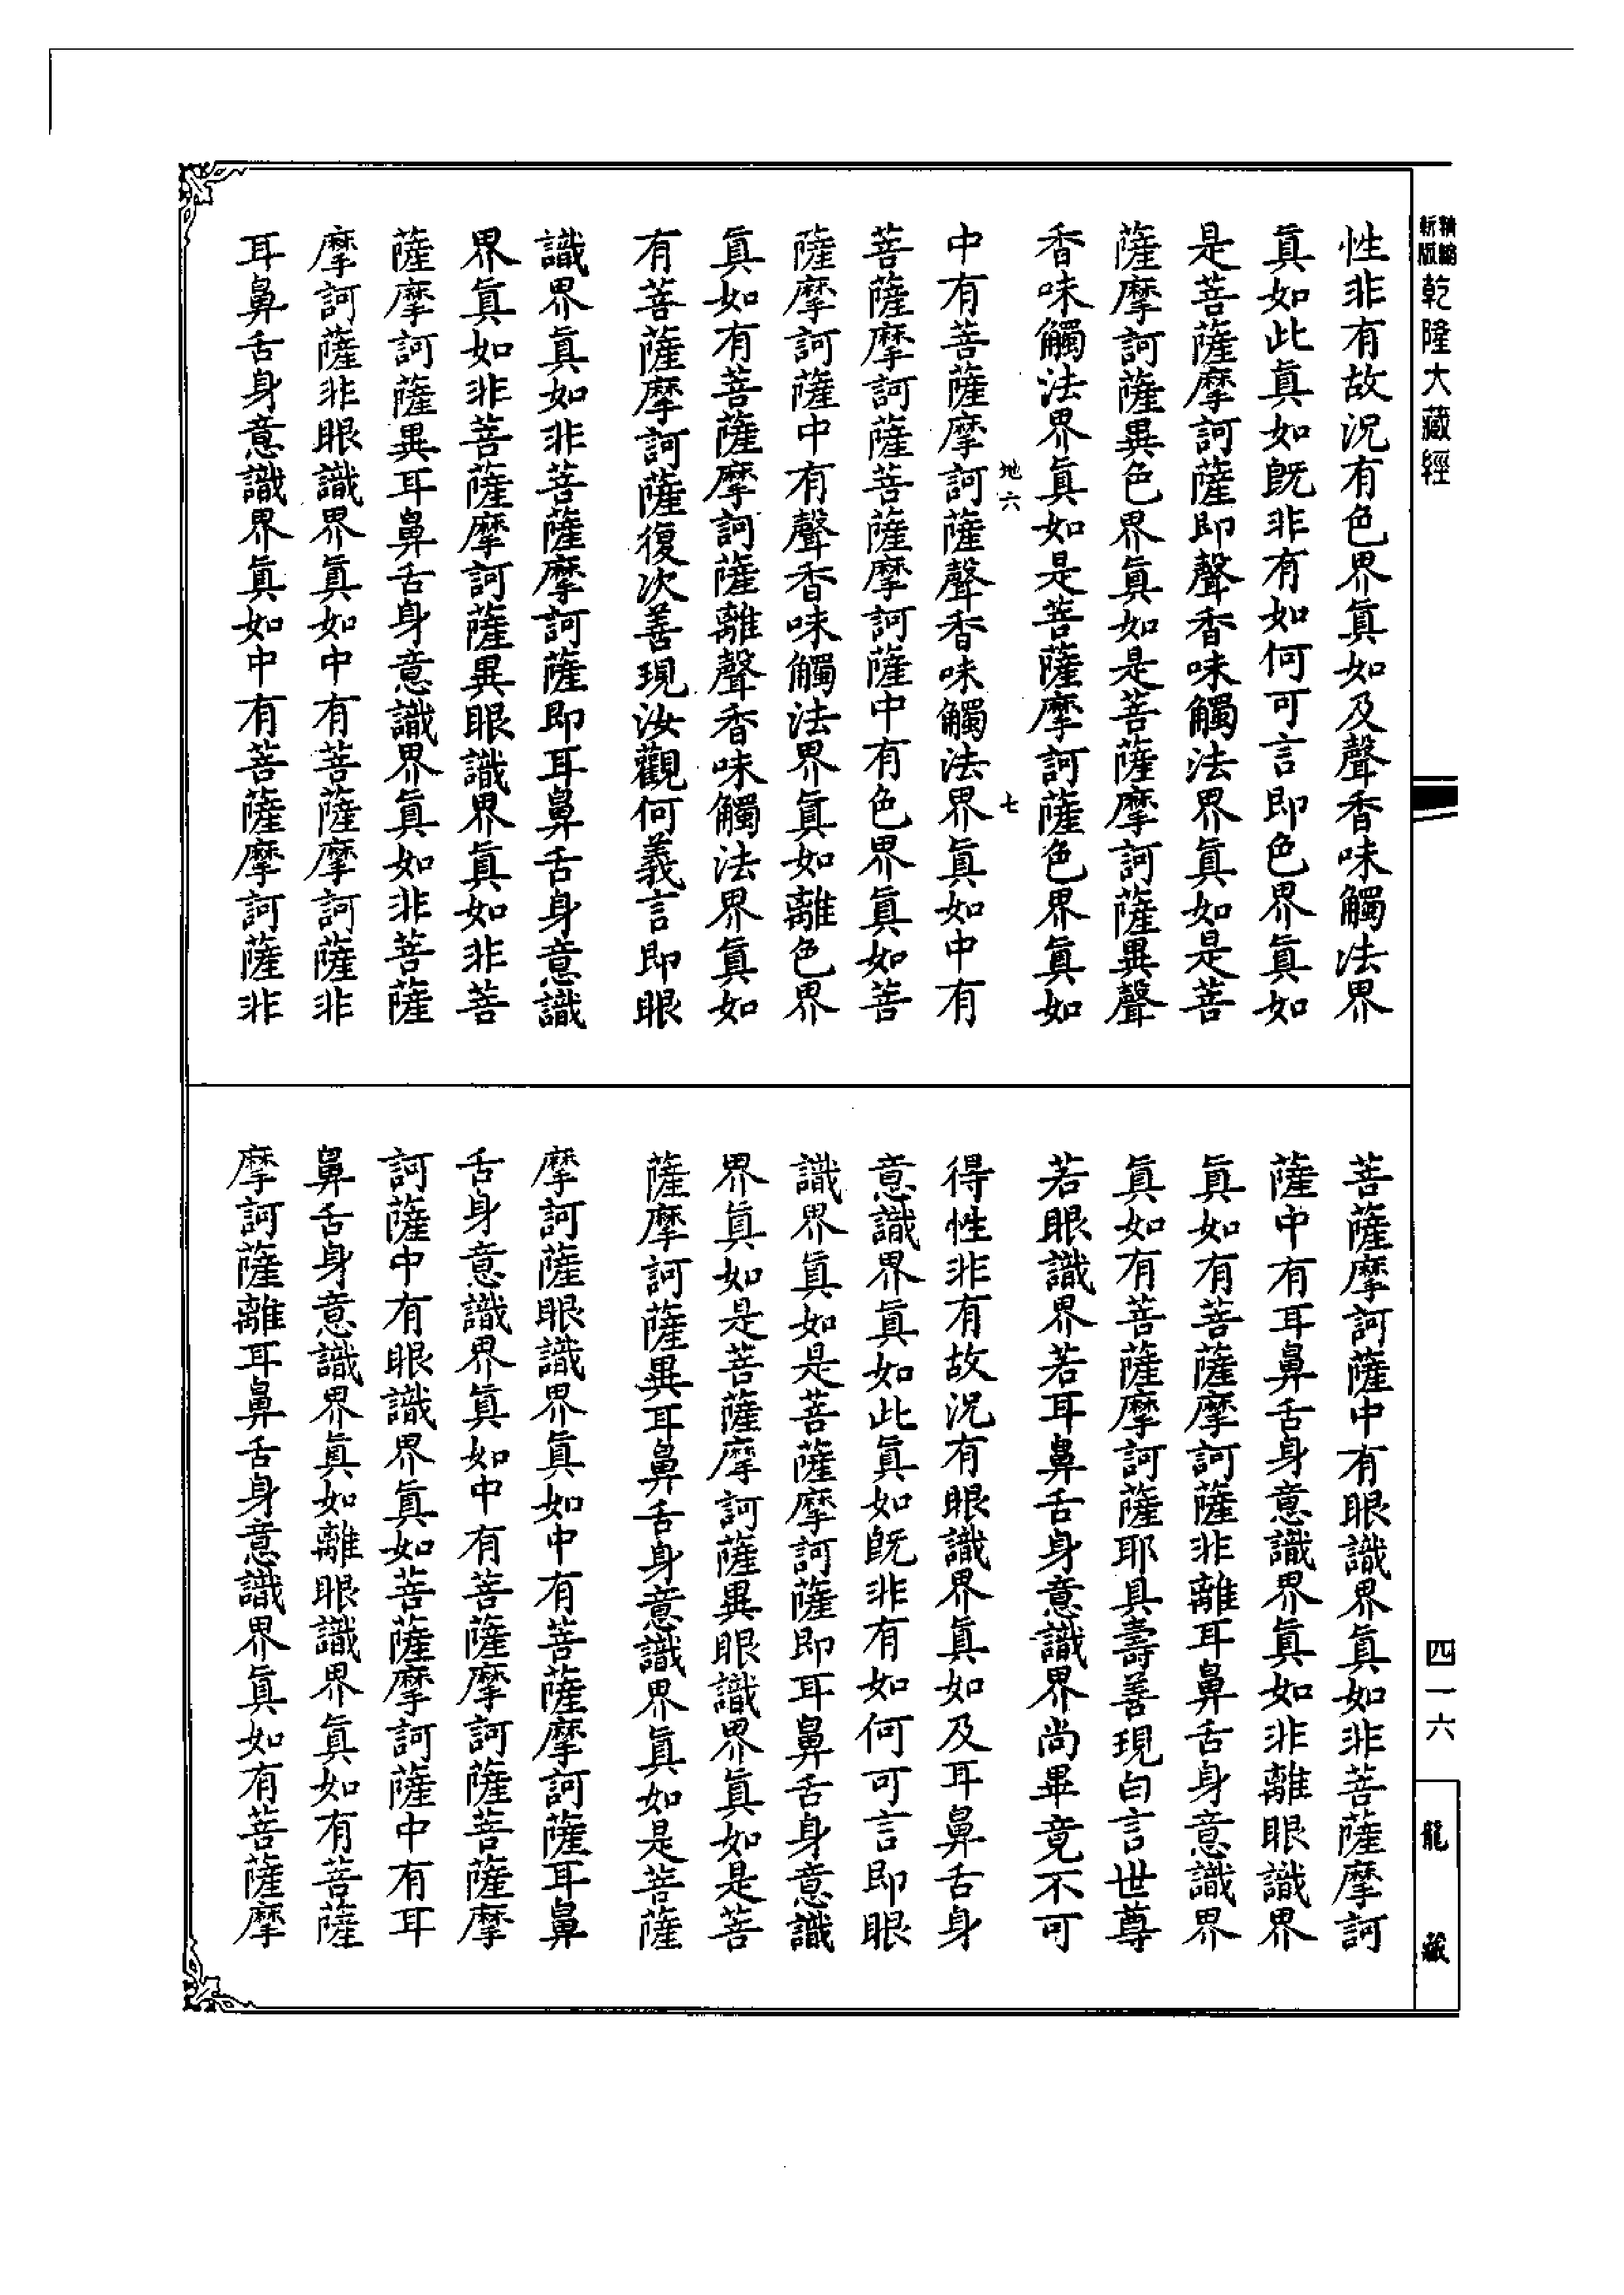 新版精縮乾隆大藏經
性非有故況有色界眞如及聲香味觸法界
眞如此眞如旣非有如何可言即色界眞如
是菩薩摩訶薩即聲香味觸法界眞如是菩
薩摩訶薩異色界眞如是菩薩摩訶薩異聲
香味觸法界眞如是菩薩摩訶薩色界眞如
地六 七
中有菩薩摩訶薩聲香味觸法界眞如中有
菩薩摩訶薩菩薩摩訶薩中有色界眞如菩
薩摩訶薩中有聲香味觸法界眞如離色界
眞如有菩薩摩訶薩離聲香味觸法界眞如
有菩薩摩訶薩復次善現汝觀何義言即眼
識界眞如非菩薩摩訶薩即耳鼻舌身意識
界眞如非菩薩摩訶薩異眼識界眞如非菩
薩摩訶薩異耳鼻舌身意識界眞如非菩薩
摩訶薩非眼識界眞如中有菩薩摩訶薩非
耳鼻舌身意識界眞如中有菩薩摩訶薩非
菩薩摩訶薩中有眼識界眞如非菩薩摩訶
薩中有耳鼻舌身意識界眞如非離眼識界
眞如有菩薩摩訶薩非離耳鼻舌身意識界
眞如有菩薩摩訶薩耶具壽善現白言世尊
若眼識界若耳鼻舌身意識界尚畢竟不可
得性非有故況有眼識界眞如及耳鼻舌身
意識界眞如此眞如旣非有如何可言即眼
識界眞如是菩薩摩訶薩即耳鼻舌身意識
界眞如是菩薩摩訶薩異眼識界眞如是菩
薩摩訶薩異耳鼻舌身意識界眞如是菩薩
摩訶薩眼識界眞如中有菩薩摩訶薩耳鼻
舌身意識界眞如中有菩薩摩訶薩菩薩摩
訶薩中有眼識界眞如菩薩摩訶薩中有耳
鼻舌身意識界眞如離眼識界眞如有菩薩
摩訶薩離耳鼻舌身意識界眞如有菩薩摩
四一六
龍藏